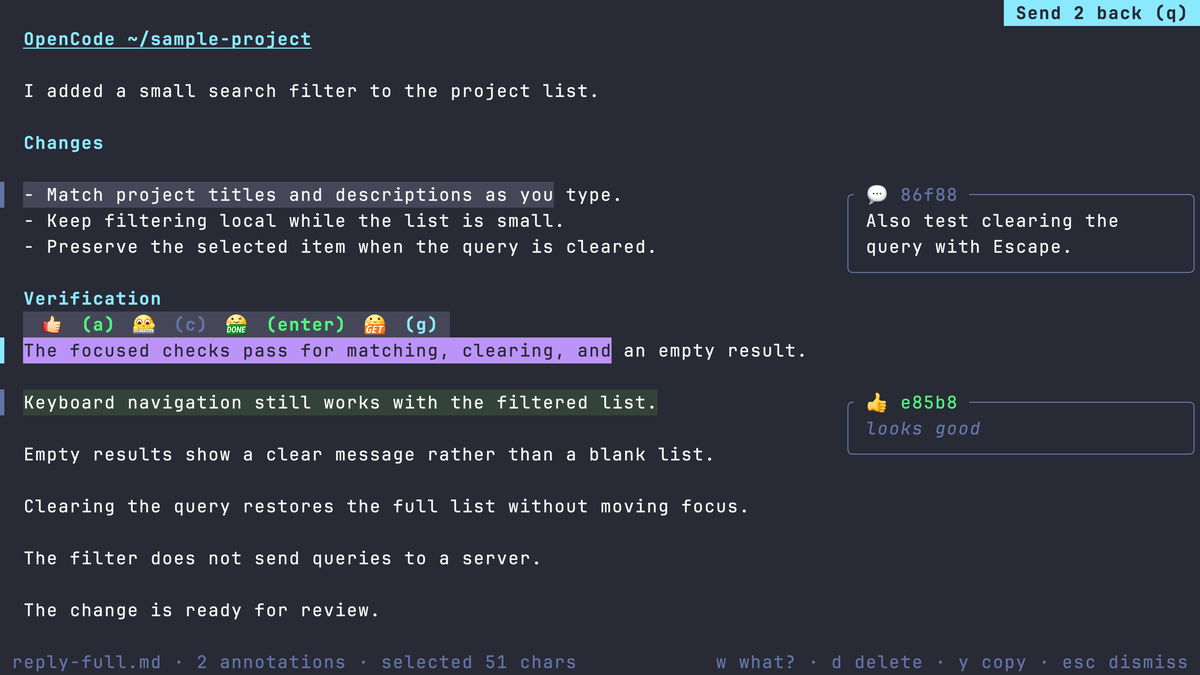 Send 2 back (q)
OpenCode ~/sample-project
I added a small search filter to the project list.
Changes
- Match project titles and descriptions as you type.
- Keep filtering local while the list is small.
- Preserve the selected item when the query is cleared.
86f88
Also test clearing the
query with Escape.
Verification
(a) (c) DONE (enter) GET (g)
The focused checks pass for matching, clearing, and an empty result.
Keyboard navigation still works with the filtered list.
e85b8
looks good
Empty results show a clear message rather than a blank list.
Clearing the query restores the full list without moving focus.
The filter does not send queries to a server.
The change is ready for review.
reply-full.md · 2 annotations · selected 51 chars
w what? · d delete · y copy · esc dismiss